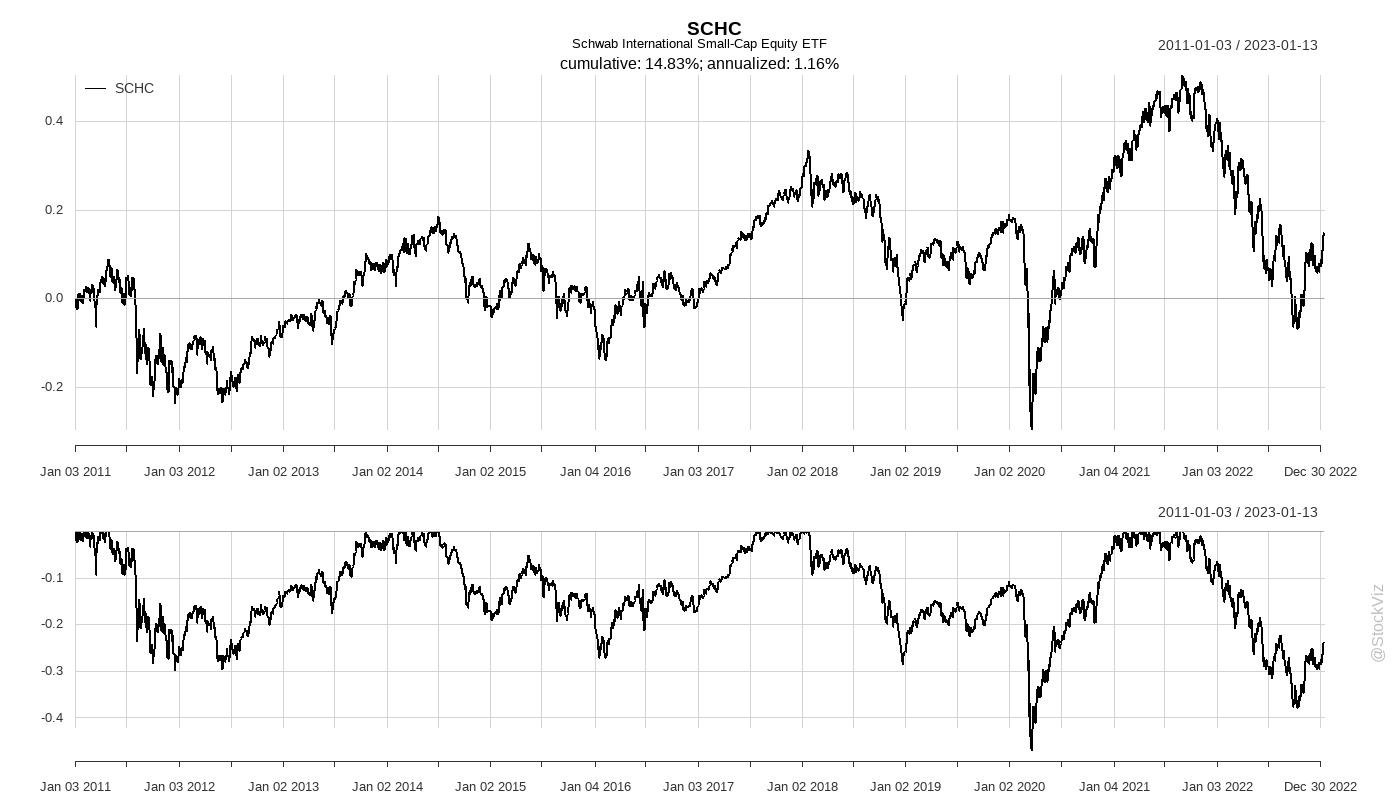 SCHC
Schwab International Small-Cap Equity ETF
cumulative: 14.83%; annualized: 1.16%
2011-01-03 / 2023-01-13
SCHC
0.4
0.2
0.0
-0.2
Jan 03 2011 Jan 03 2012 Jan 02 2013 Jan 02 2014 Jan 02 2015 Jan 04 2016 Jan 03 2017 Jan 02 2018 Jan 02 2019 Jan 02 2020 Jan 04 2021 Jan 03 2022 Dec 30 2022
2011-01-03 / 2023-01-13
-0.1
-0.2
-0.3
-0.4
Jan 03 2011 Jan 03 2012 Jan 02 2013 Jan 02 2014 Jan 02 2015 Jan 04 2016 Jan 03 2017 Jan 02 2018 Jan 02 2019 Jan 02 2020 Jan 04 2021 Jan 03 2022 Dec 30 2022
@StockViz